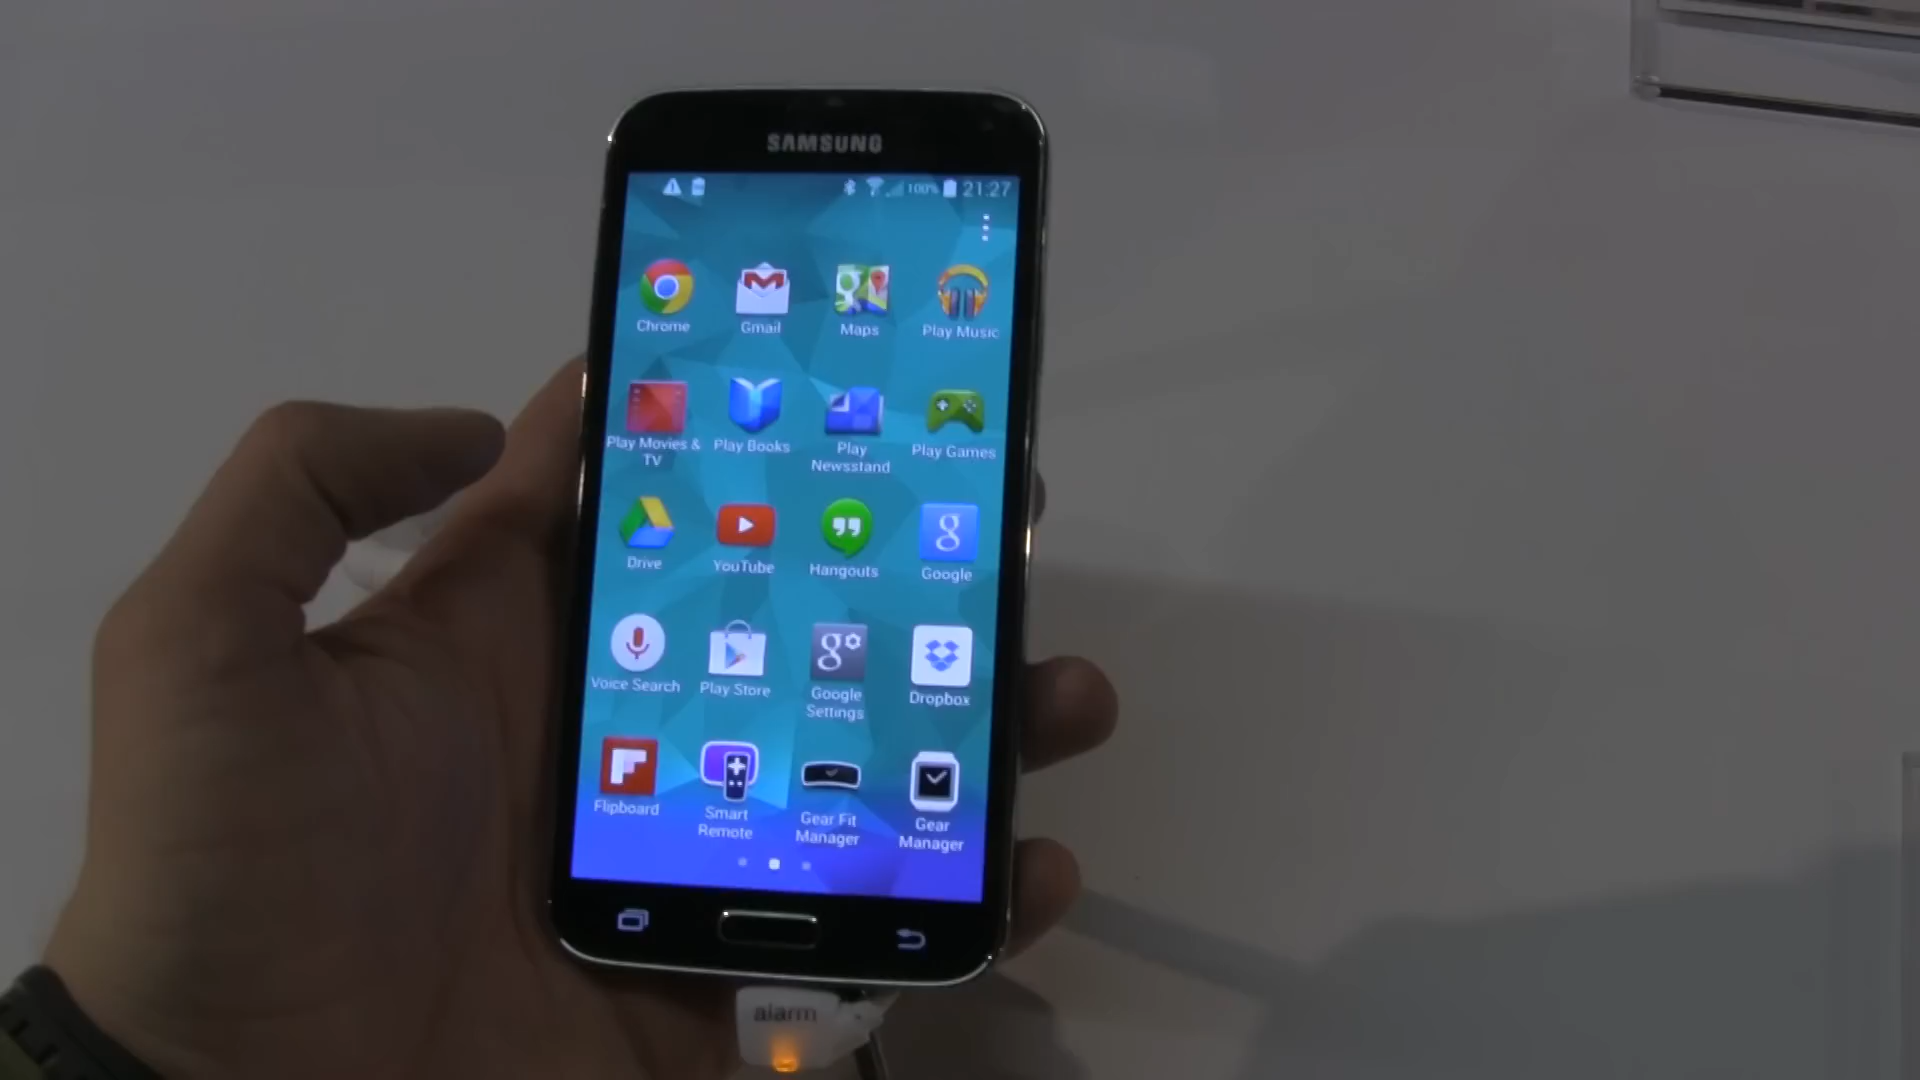 SAMSUNG
100% 21:27
Chrome Gmail Maps Play Music
Play Movies & TV
Play Books
Play Newsstand
Play Games
Drive YouTube Hangouts Google
Voice Search
Play Store
Google Settings
Dropbox
Flipboard
Smart Remote
Gear Fit Manager
Gear Manager
alarm